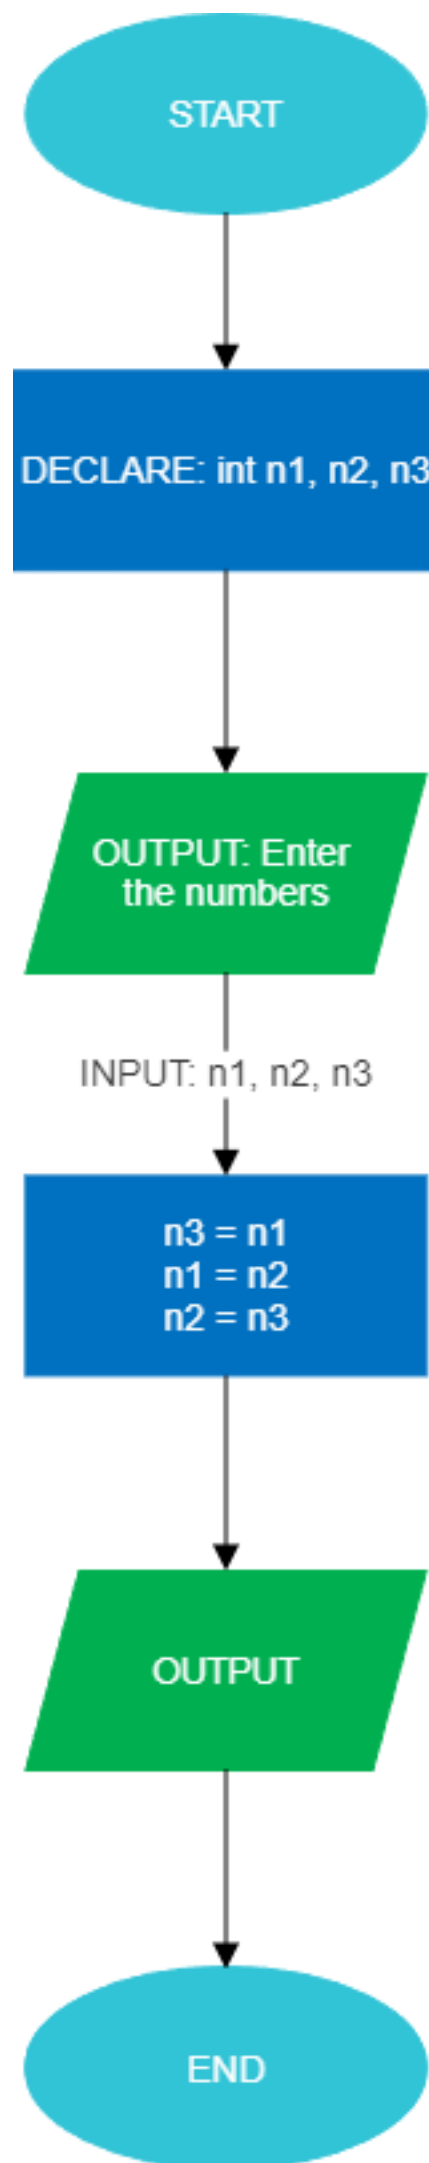 START
DECLARE: int n1, n2, n3
OUTPUT: Enter
the numbers
INPUT: n1, n2, n3
n3 = n1
n1 = n2
n2 = n3
OUTPUT
END